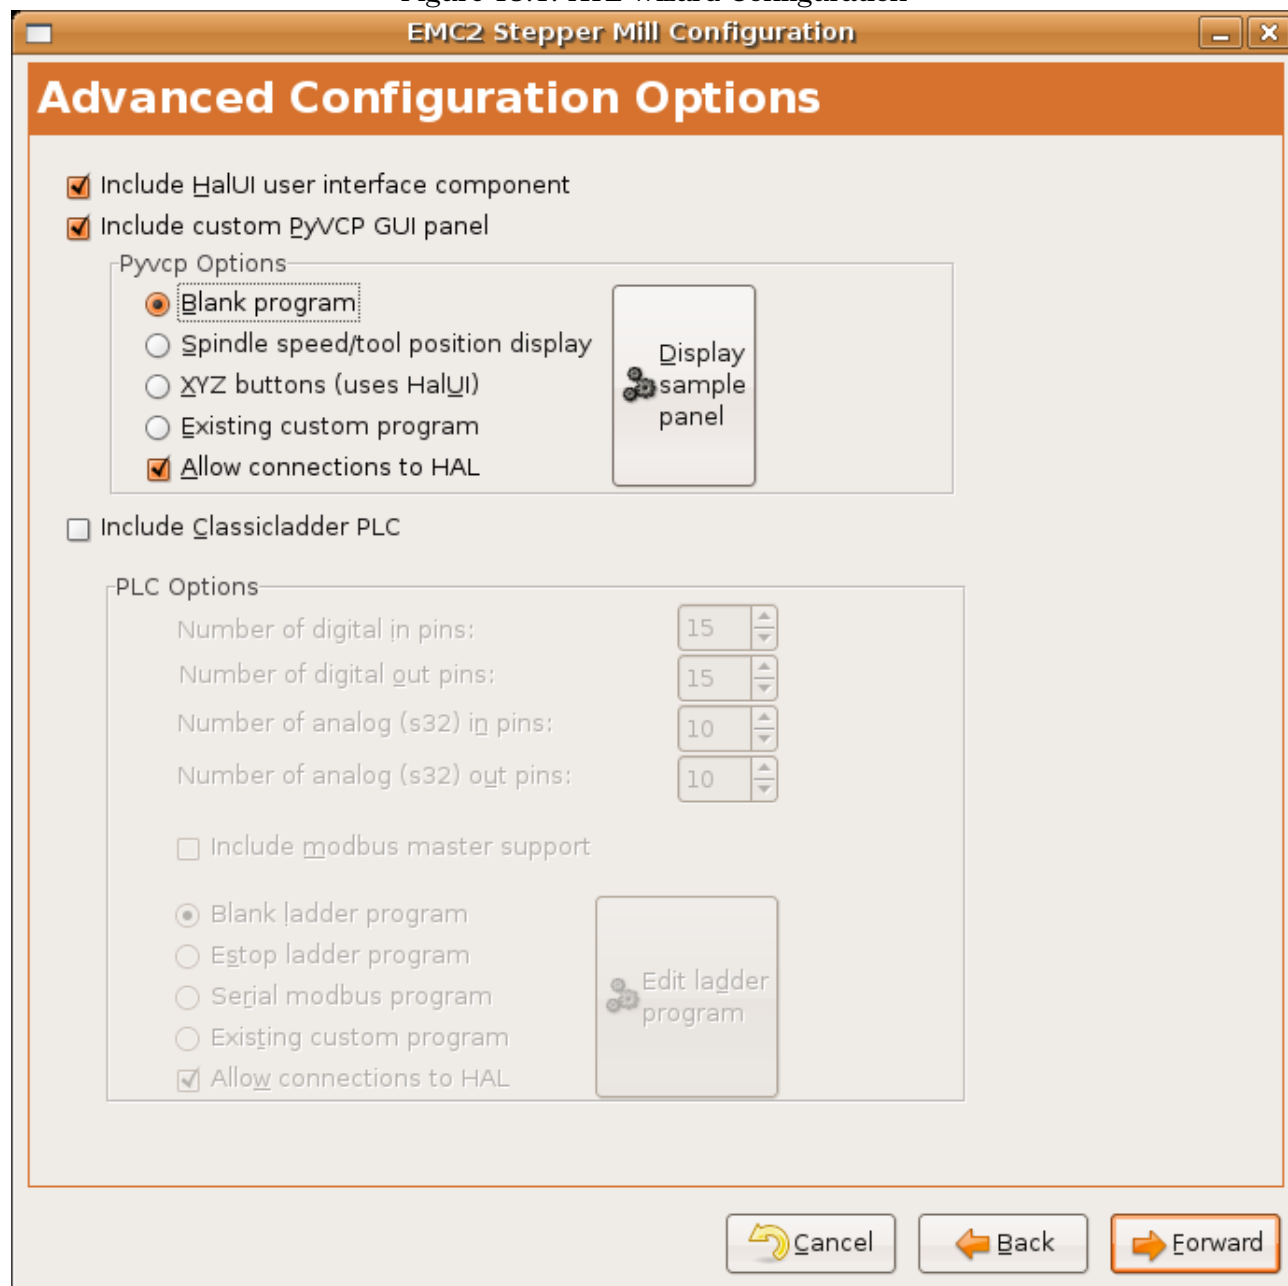 EMC2 Stepper Mill Configuration
Advanced Configuration Options
Include HalUI user interface component
Include custom PyVCP GUI panel
Pyvcp Options
Blank program
Spindle speed/tool position display
XYZ buttons (uses HalUI)
Existing custom program
Allow connections to HAL
Display
sample
panel
Include Classicladder PLC
PLC Options
Number of digital in pins: 15
Number of digital out pins: 15
Number of analog (s32) in pins: 10
Number of analog (s32) out pins: 10
Include modbus master support
Blank ladder program
Estop ladder program
Serial modbus program
Existing custom program
Allow connections to HAL
Edit ladder
program
Cancel
Back
Forward